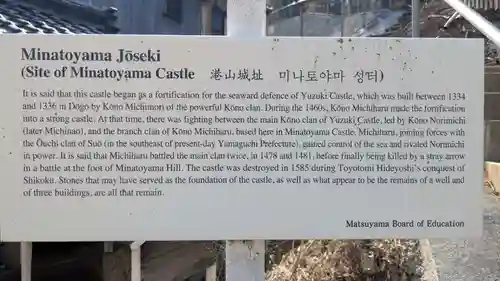 Minatoyama Jōseki
(Site of Minatoyama Castle 港山城址 미나토야마 성터)
It is said that this castle began as a fortification for the seaward defence of Yuzuki Castle, which was built between 1334
and 1336 in Dōgo by Kōno Michimori of the powerful Kōno clan. During the 1460s, Kōno Michiharu made the fortification
into a strong castle. At that time, there was fighting between the main Kōno clan of Yuzuki Castle, led by Kōno Norimichi
(later Michinao), and the branch clan of Kōno Michiharu, based here in Minatoyama Castle. Michiharu, joining forces with
the Ōuchi clan of Suō (in the southeast of present-day Yamaguchi Prefecture), gained control of the sea and rivaled Norimichi
in power. It is said that Michiharu battled the main clan twice, in 1478 and 1481, before finally being killed by a stray arrow
in a battle at the foot of Minatoyama Hill. The castle was destroyed in 1585 during Toyotomi Hideyoshi's conquest of
Shikoku. Stones that may have served as the foundation of the castle, as well as what appear to be the remains of a well and
of three buildings, are all that remain.
Matsuyama Board of Education